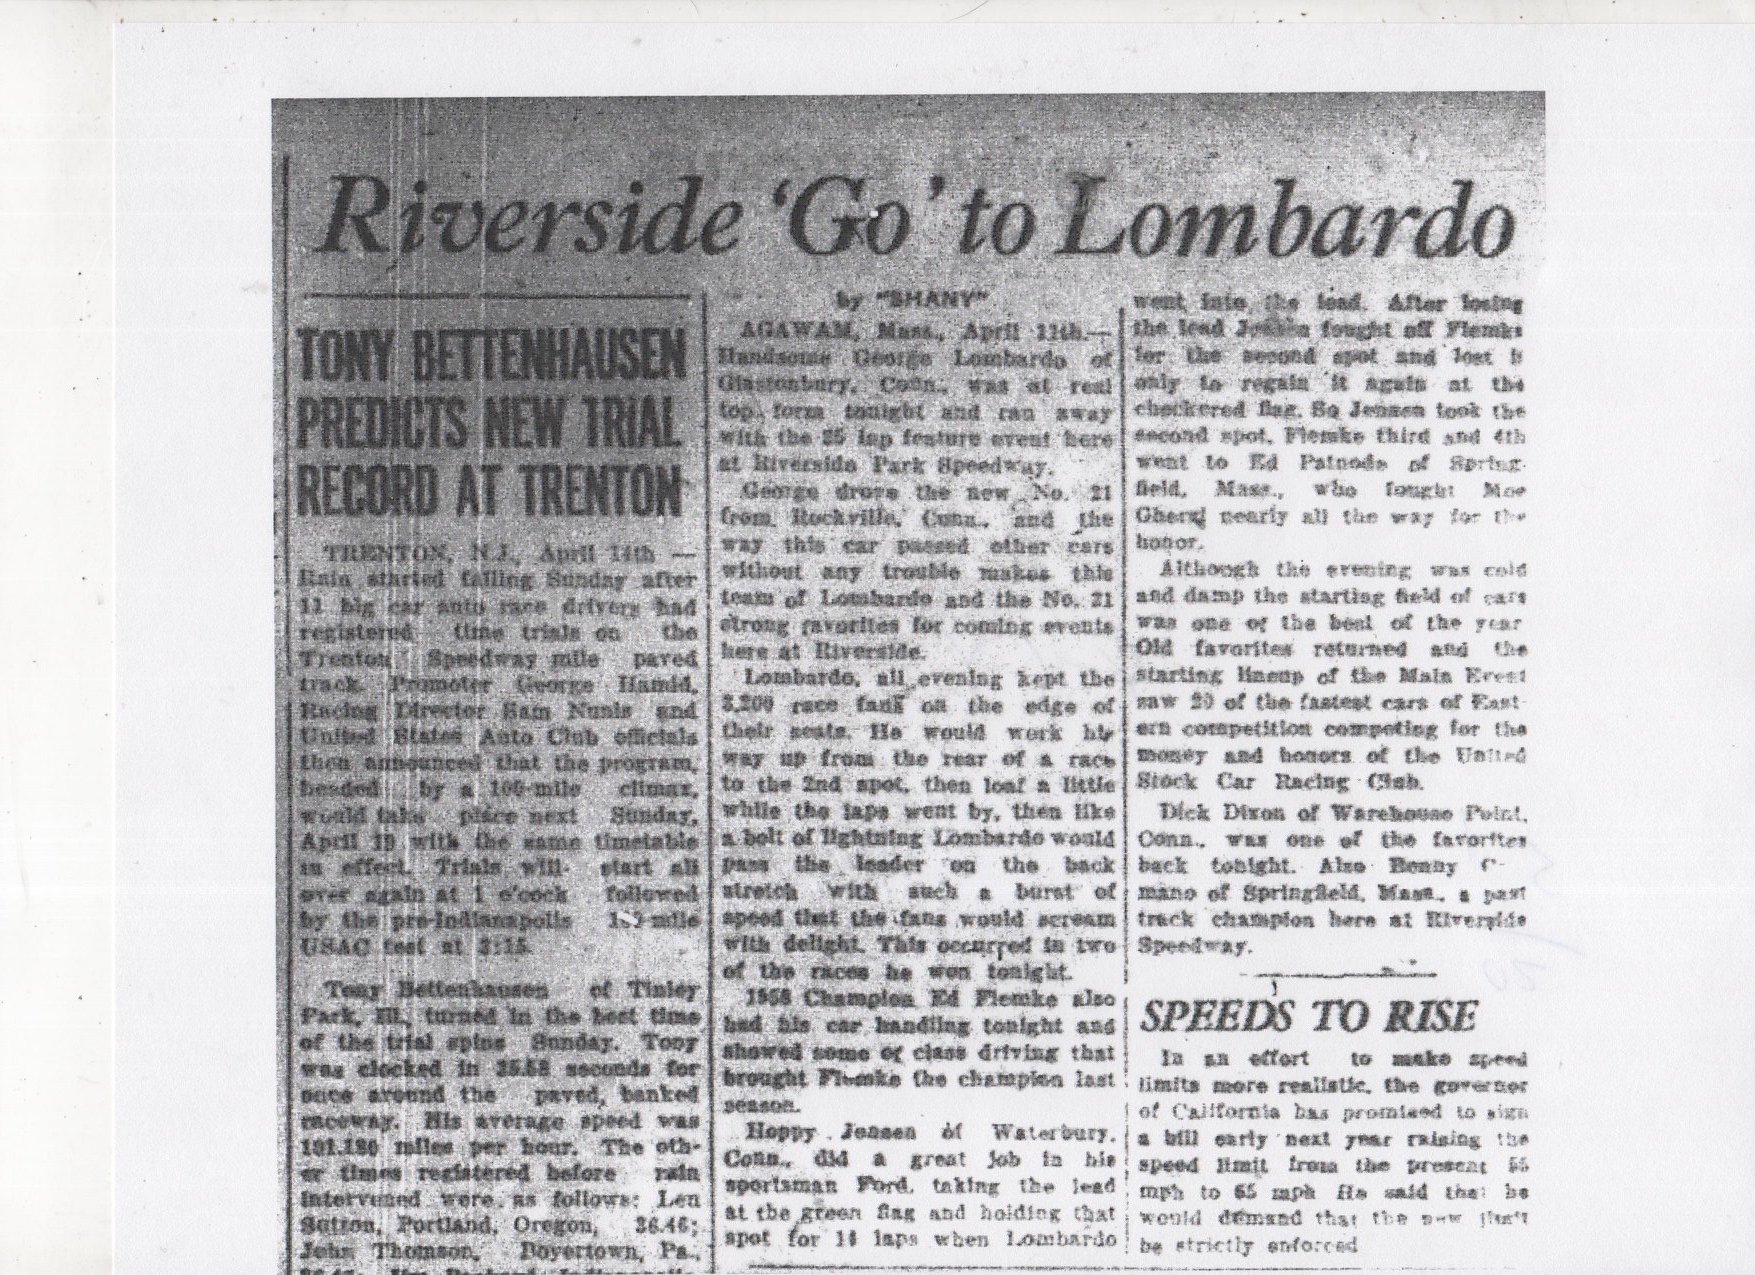 Riverside 'Go' to Lombardo
TONY BETTENHAUSEN
PREDICTS NEW TRIAL
RECORD AT TRENTON
TRENTON, N.J., April 14th —
Rain started falling Sunday after
11 big car auto race drivers had
registered time trials on the
Trenton Speedway mile paved
track. Promoter George Hamid,
Racing Director Sam Nunis and
United States Auto Club officials
then announced that the program,
headed by a 100-mile climax,
would take place next Sunday,
April 19 with the same timetable
in effect. Trials will start all
over again at 1 o'cock followed
by the pre-Indianapolis mile
USAC test at
Tony Bettenhausen of Tinley
Park, Ill., turned in the best time
of the trial spins Sunday. Tony
was clocked in 35.58 seconds for
once around the paved, banked
raceway. His average speed was
101.180 miles per hour. The oth-
er times registered before rain
intervened were as follows: Len
Sutton, Portland, Oregon, 36.46;
John Thomson, Boyertown, Pa.,
by "SHANY"
AGAWAM, Mass., April 11th.—
Handsome George Lombardo of
Glastonbury, Conn., was at real
top form tonight and ran away
with the 25 lap feature event here
at Riverside Park Speedway.
George drove the new No. 21
from Rockville, Conn., and the
way this car passed other cars
without any trouble makes this
team of Lombardo and the No. 21
strong favorites for coming events
here at Riverside.
Lombardo, all evening kept the
3,200 race fans on the edge of
their seats. He would work his
way up from the rear of a race
to the 2nd spot, then loaf a little
while the laps went by, then like
a bolt of lightning Lombardo would
pass the leader on the back
stretch with such a burst of
speed that the fans would scream
with delight. This occurred in two
of the races he won tonight.
1958 Champion Ed Flemke also
had his car handling tonight and
showed some of class driving that
brought Flemke the champion last
season.
Hoppy Jensen of Waterbury,
Conn., did a great job in his
sportsman Ford, taking the lead
at the green flag and holding that
spot for laps when Lombardo
went into the lead. After losing
the lead Jensen fought off Flemke
for the second spot and lost it
only to regain it again at the
checkered flag. So Jensen took the
second spot, Flemke third and 4th
went to Ed Patnode of Spring-
field, Mass., who fought Moe
Gherzi nearly all the way for the
honor.
Although the evening was cold
and damp the starting field of cars
was one of the best of the year
Old favorites returned and the
starting lineup of the Main Event
saw 20 of the fastest cars of East-
ern competition competing for the
money and honors of the United
Stock Car Racing Club.
Dick Dixon of Warehouse Point,
Conn., was one of the favorites
back tonight. Also Benny
mano of Springfield, Mass., a past
track champion here at Riverside
Speedway.
SPEEDS TO RISE
In an effort to make speed
limits more realistic, the governor
of California has promised to sign
a bill early next year raising the
speed limit from the present 55
mph to 65 mph He said that he
would demand that the new limit
be strictly enforced